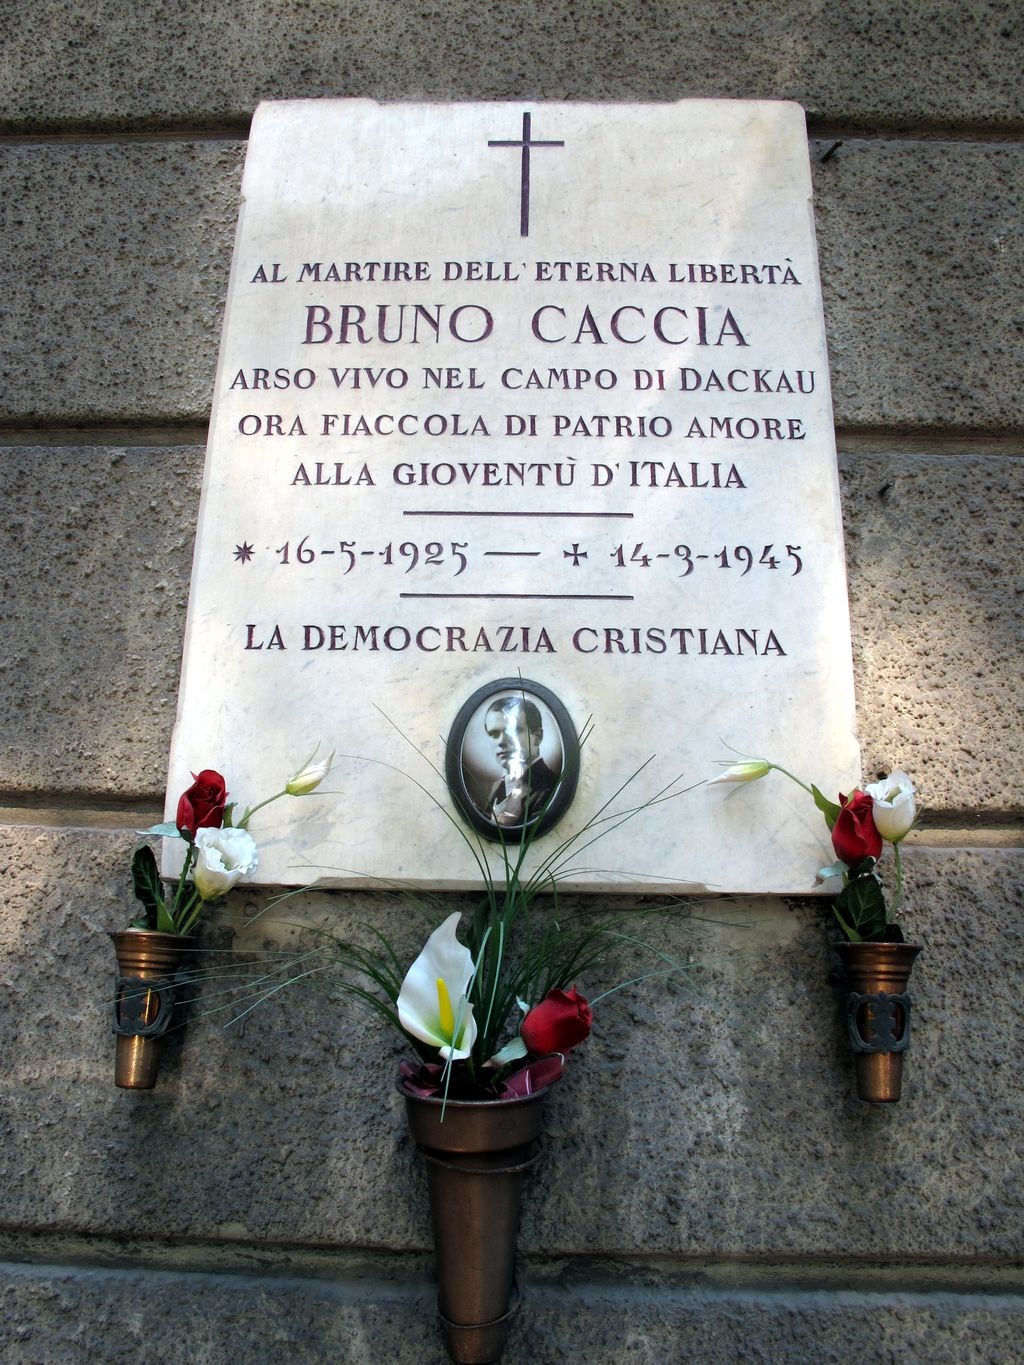 AL MARTIRE DELL' ETERNA LIBERTÀ
BRUNO CACCIA
ARSO VIVO NEL CAMPO DI DACKAU
ORA FIACCOLA DI PATRIO AMORE
ALLA GIOVENTÙ D'ITALIA
* 16-5-1925 — + 14-3-1945
LA DEMOCRAZIA CRISTIANA